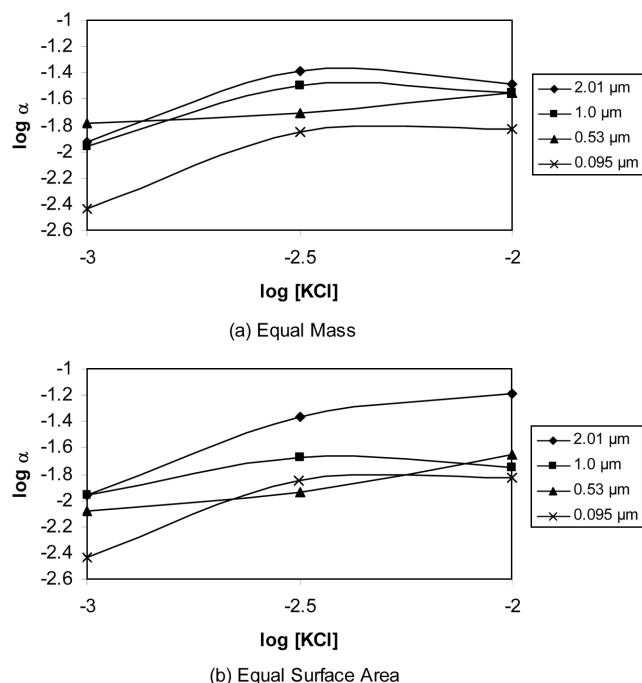 -1
-1.2
-1.4
-1.6
-1.8
-2
-2.2
-2.4
-2.6
log α
-3
-2.5
-2
log [KCl]
2.01 µm
1.0 µm
0.53 µm
0.095 µm
(a) Equal Mass
-1
-1.2
-1.4
-1.6
-1.8
-2
-2.2
-2.4
-2.6
log α
-3
-2.5
-2
log [KCl]
2.01 µm
1.0 µm
0.53 µm
0.095 µm
(b) Equal Surface Area